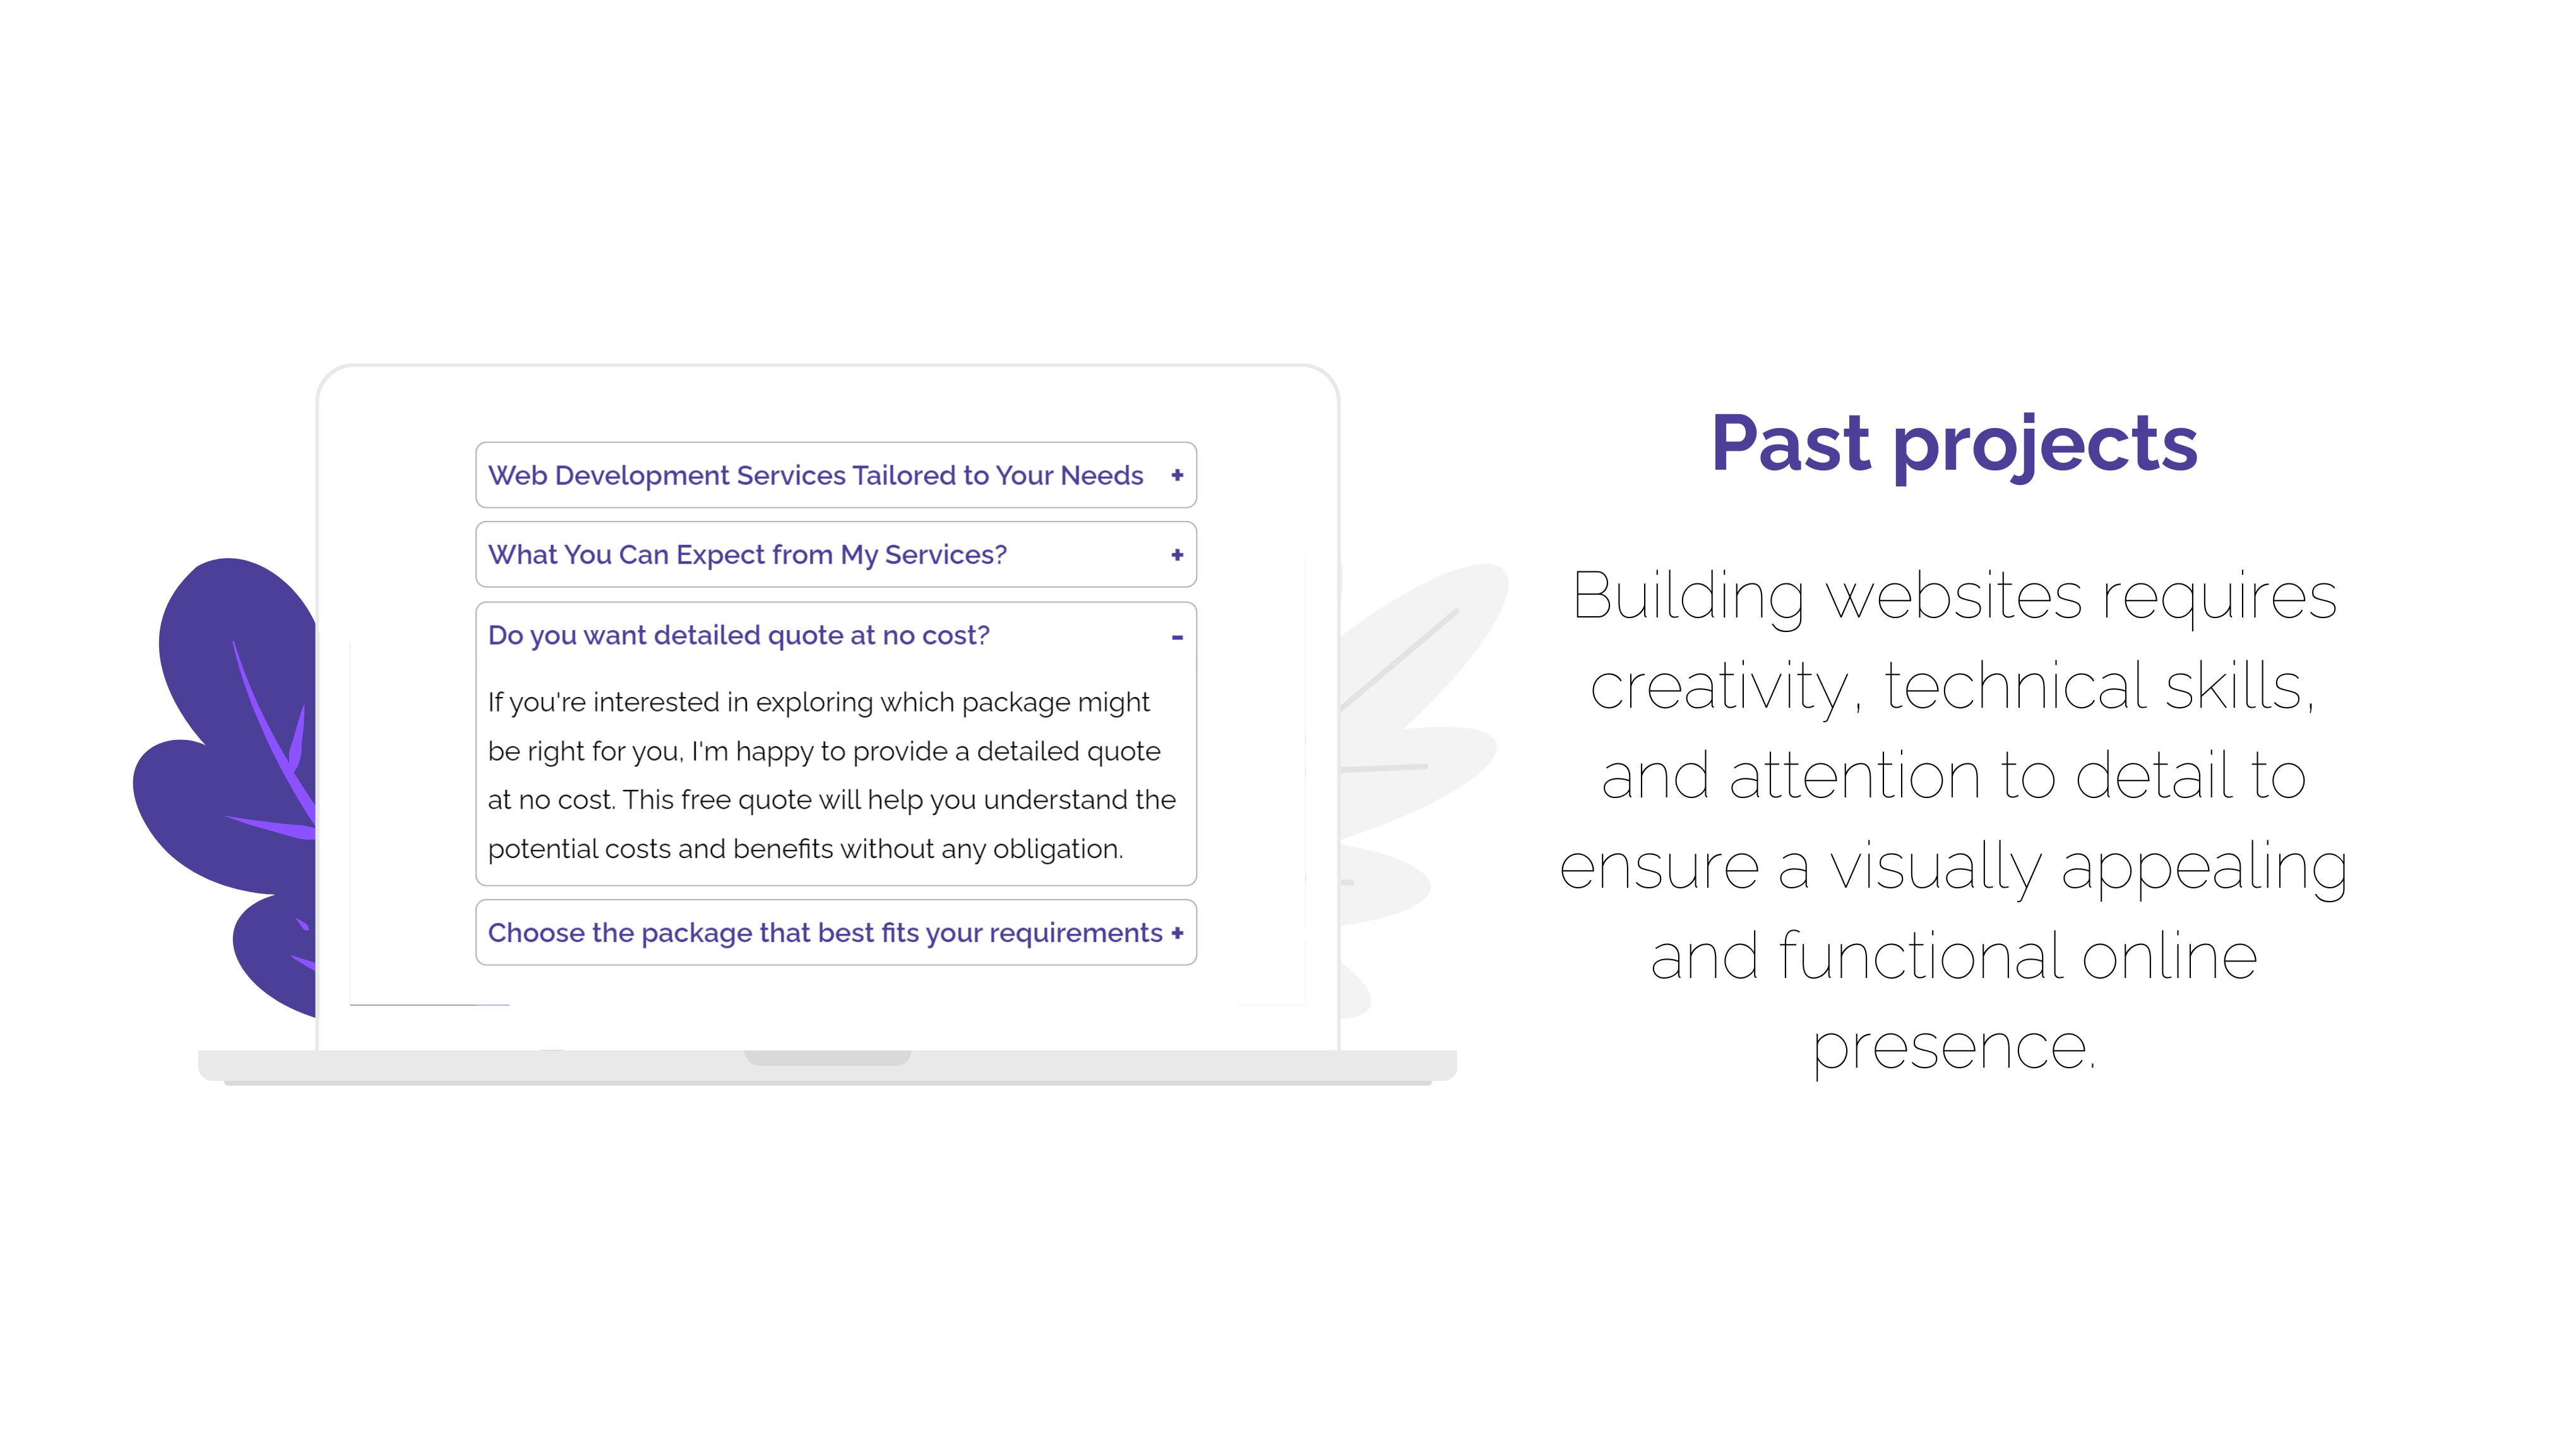 Web Development Services Tailored to Your Needs +
What You Can Expect from My Services? +
Do you want detailed quote at no cost? -
If you're interested in exploring which package might
be right for you, I'm happy to provide a detailed quote
at no cost. This free quote will help you understand the
potential costs and benefits without any obligation.
Choose the package that best fits your requirements +
Past projects
Building websites requires
creativity, technical skills,
and attention to detail to
ensure a visually appealing
and functional online
presence.